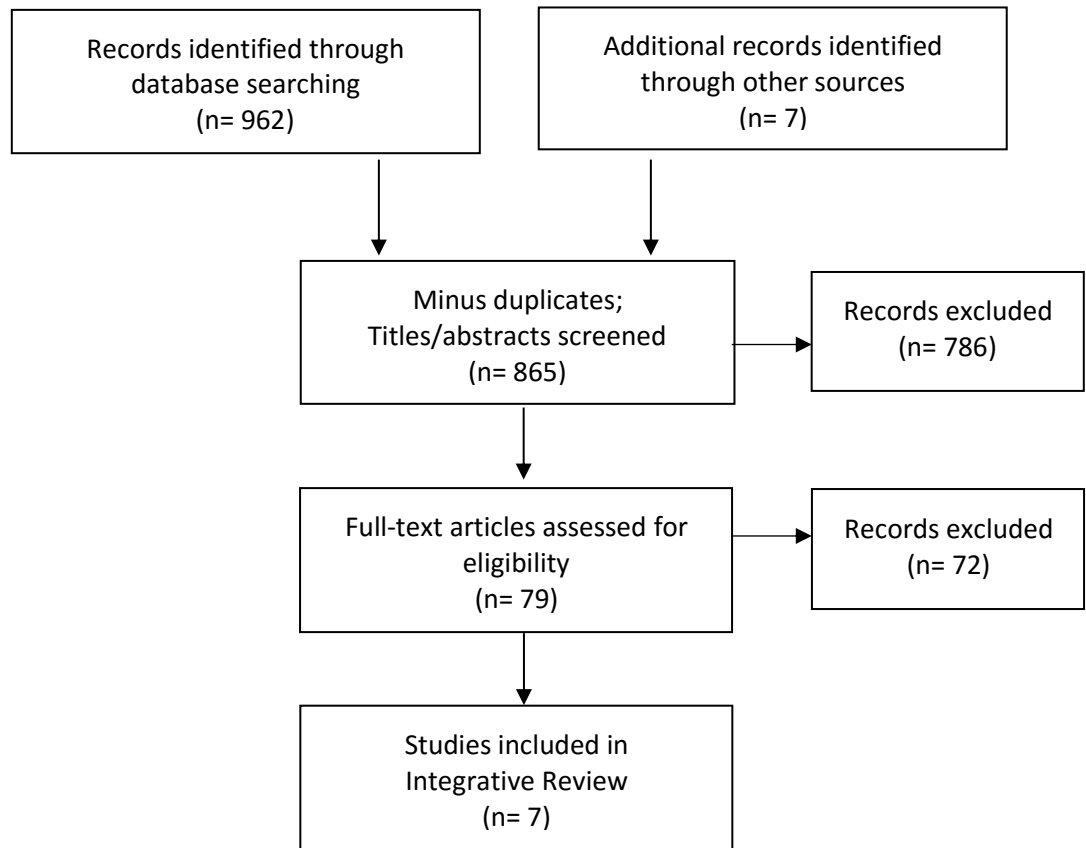 Records identified through
database searching
(n= 962)
Additional records identified
through other sources
(n= 7)
Minus duplicates;
Titles/abstracts screened
(n= 865)
Records excluded
(n= 786)
Full-text articles assessed for
eligibility
(n= 79)
Records excluded
(n= 72)
Studies included in
Integrative Review
(n= 7)